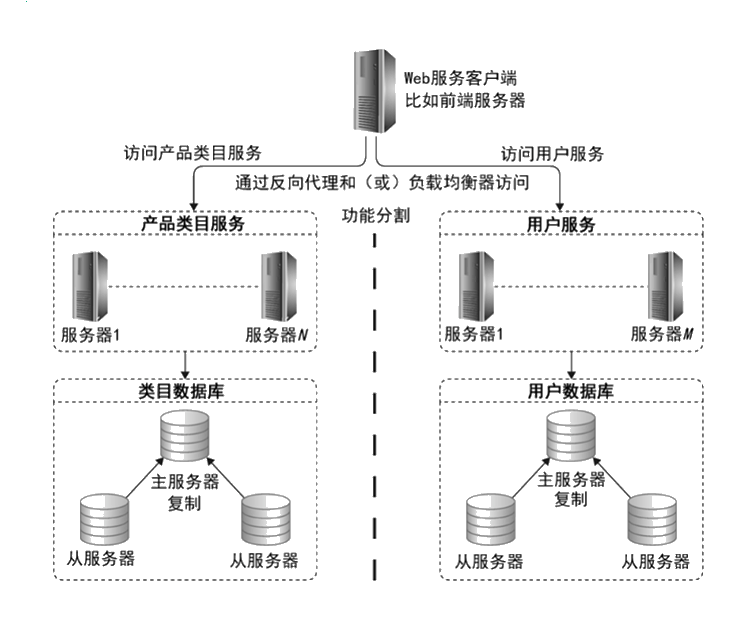 Web服务客户端
比如前端服务器
访问产品类目服务
访问用户服务
通过反向代理和（或）负载均衡器访问
功能分割
产品类目服务
服务器1
服务器N
用户服务
服务器1
服务器M
类目数据库
主服务器
复制
从服务器
从服务器
用户数据库
主服务器
复制
从服务器
从服务器